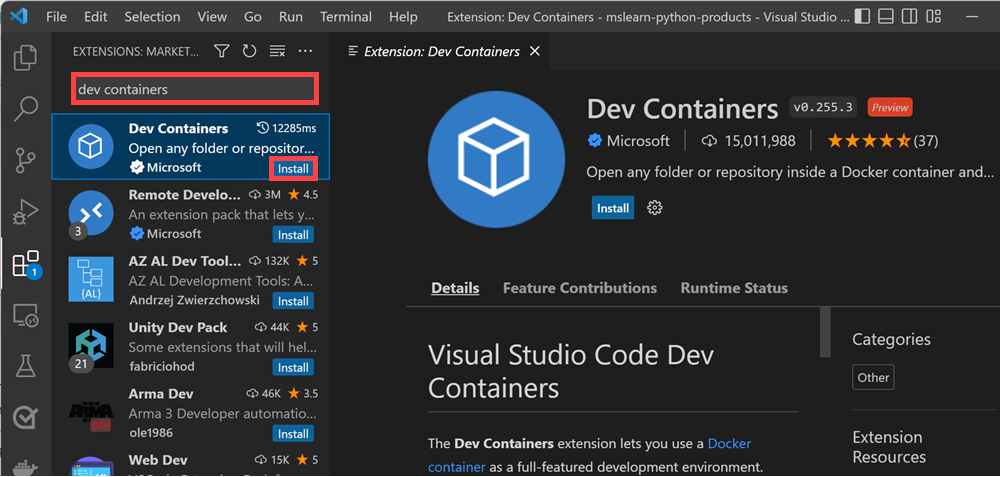 File Edit Selection View Go Run Terminal Help Extension: Dev Containers - mslearn-python-products - Visual Studio ...
EXTENSIONS: MARKET...
dev containers
Dev Containers 12285ms
Open any folder or repositor...
Microsoft Install
Remote Develo... 3M 4.5
An extension pack that lets y...
3 Microsoft Install
AZ AL Dev Tool... 132K 5
AZ AL Development Tools: A...
{AL} Andrzej Zwierzchowski Install
Unity Dev Pack 44K 5
Some extensions that will hel...
21 fabriciohod Install
Arma Dev 46K 3.5
Arma 3 Developer automatio...
ARMA DEV ole1986 Install
Web Dev 15K 5
1
Extension: Dev Containers
Dev Containers v0.255.3 Preview
Microsoft 15,011,988 (37)
Open any folder or repository inside a Docker container and...
Install
Details Feature Contributions Runtime Status
Visual Studio Code Dev
Containers
The Dev Containers extension lets you use a Docker
container as a full-featured development environment.
Categories
Other
Extension
Resources